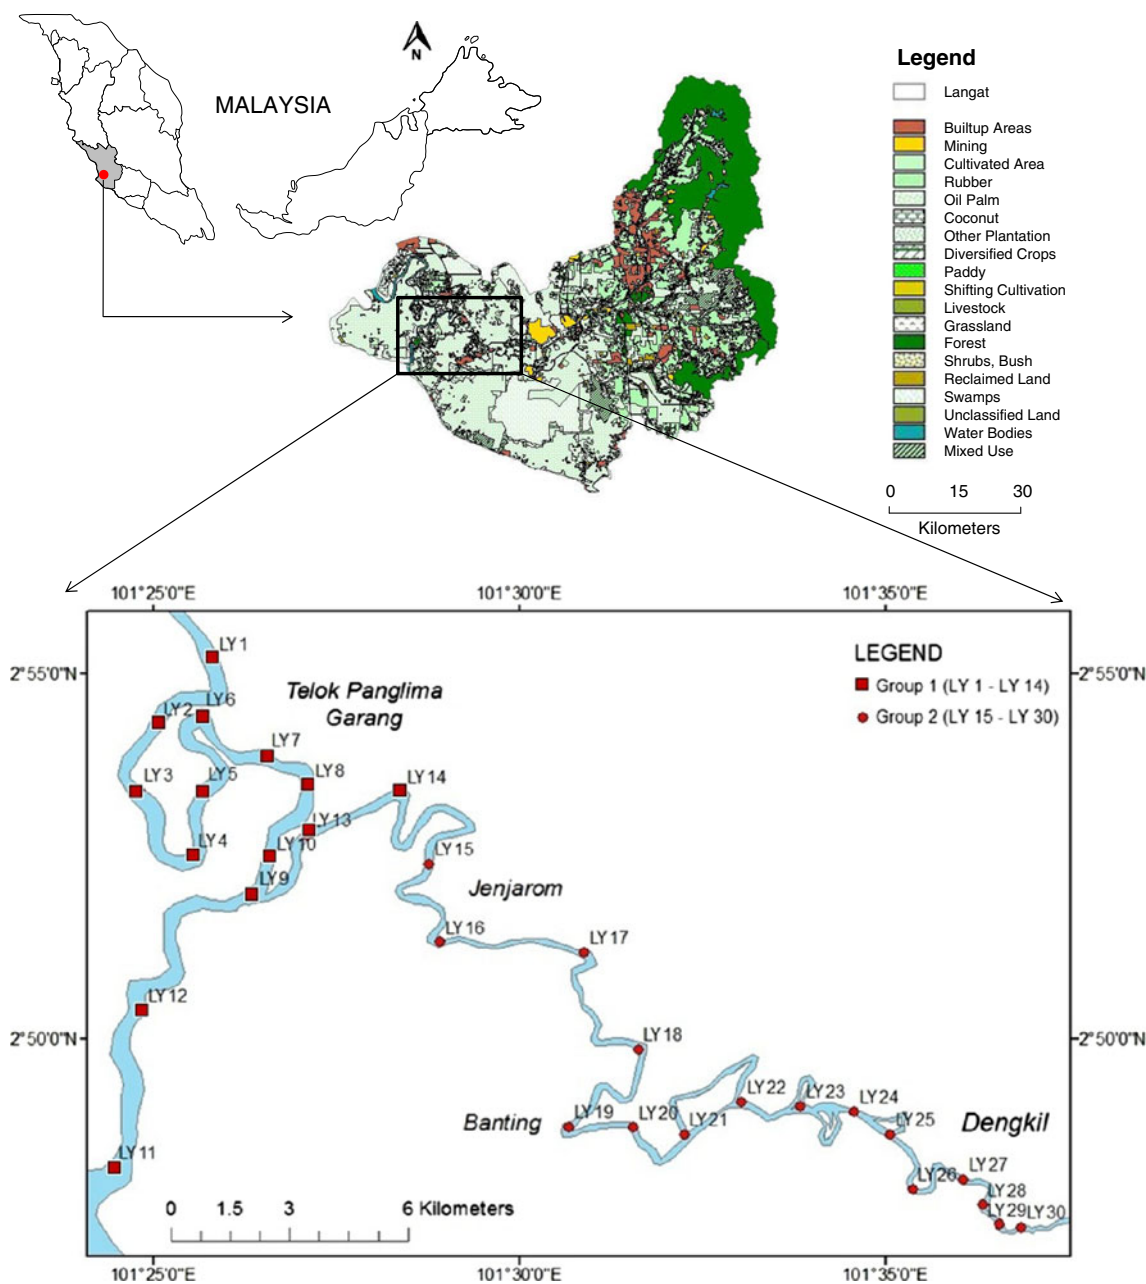 MALAYSIA
N
Legend
Langat
Builtup Areas
Mining
Cultivated Area
Rubber
Oil Palm
Coconut
Other Plantation
Diversified Crops
Paddy
Shifting Cultivation
Livestock
Grassland
Forest
Shrubs, Bush
Reclaimed Land
Swamps
Unclassified Land
Water Bodies
Mixed Use
0 15 30
Kilometers
101°25'0"E 101°30'0"E 101°35'0"E
2°55'0"N 2°55'0"N
LEGEND
Group 1 (LY 1 - LY 14)
Group 2 (LY 15 - LY 30)
Telok Panglima
Garang
LY1
LY6
LY2
LY7
LY8
LY3
LY5
LY14
LY13
LY4
LY10
LY15
LY9
Jenjarom
LY16
LY17
LY12
2°50'0"N 2°50'0"N
LY18
LY22
LY23
LY24
Banting
LY19
LY20
LY21
LY25
Dengkil
LY11
LY26
LY27
LY28
LY29
LY30
0 1.5 3 6 Kilometers
101°25'0"E 101°30'0"E 101°35'0"E